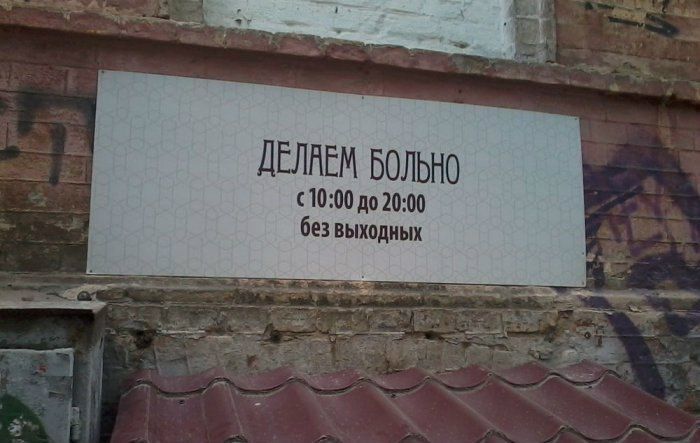 ДЕЛАЕМ БОЛЬНО
с 10:00 до 20:00
без выходных